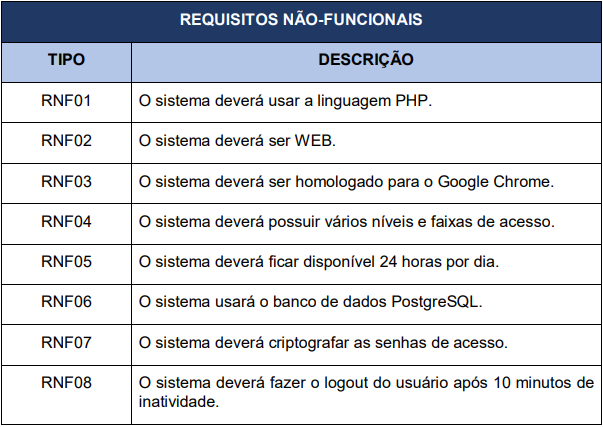 REQUISITOS NÃO-FUNCIONAIS
TIPO DESCRIÇÃO
RNF01 O sistema deverá usar a linguagem PHP.
RNF02 O sistema deverá ser WEB.
RNF03 O sistema deverá ser homologado para o Google Chrome.
RNF04 O sistema deverá possuir vários níveis e faixas de acesso.
RNF05 O sistema deverá ficar disponível 24 horas por dia.
RNF06 O sistema usará o banco de dados PostgreSQL.
RNF07 O sistema deverá criptografar as senhas de acesso.
RNF08 O sistema deverá fazer o logout do usuário após 10 minutos de
inatividade.